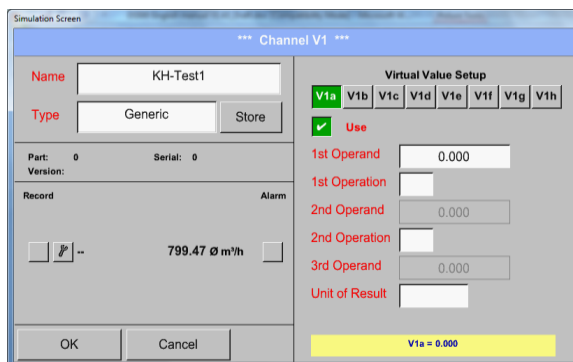 Simulation Screen
*** Channel V1 ***
Name
KH-Test1
Type
Generic
Store
Part: 0 Serial: 0
Version:
Record
Alarm
-- 799.47 Ø m³/h
OK
Cancel
Virtual Value Setup
V1a V1b V1c V1d V1e V1f V1g V1h
Use
1st Operand 0.000
1st Operation
2nd Operand 0.000
2nd Operation
3rd Operand 0.000
Unit of Result
V1a = 0.000